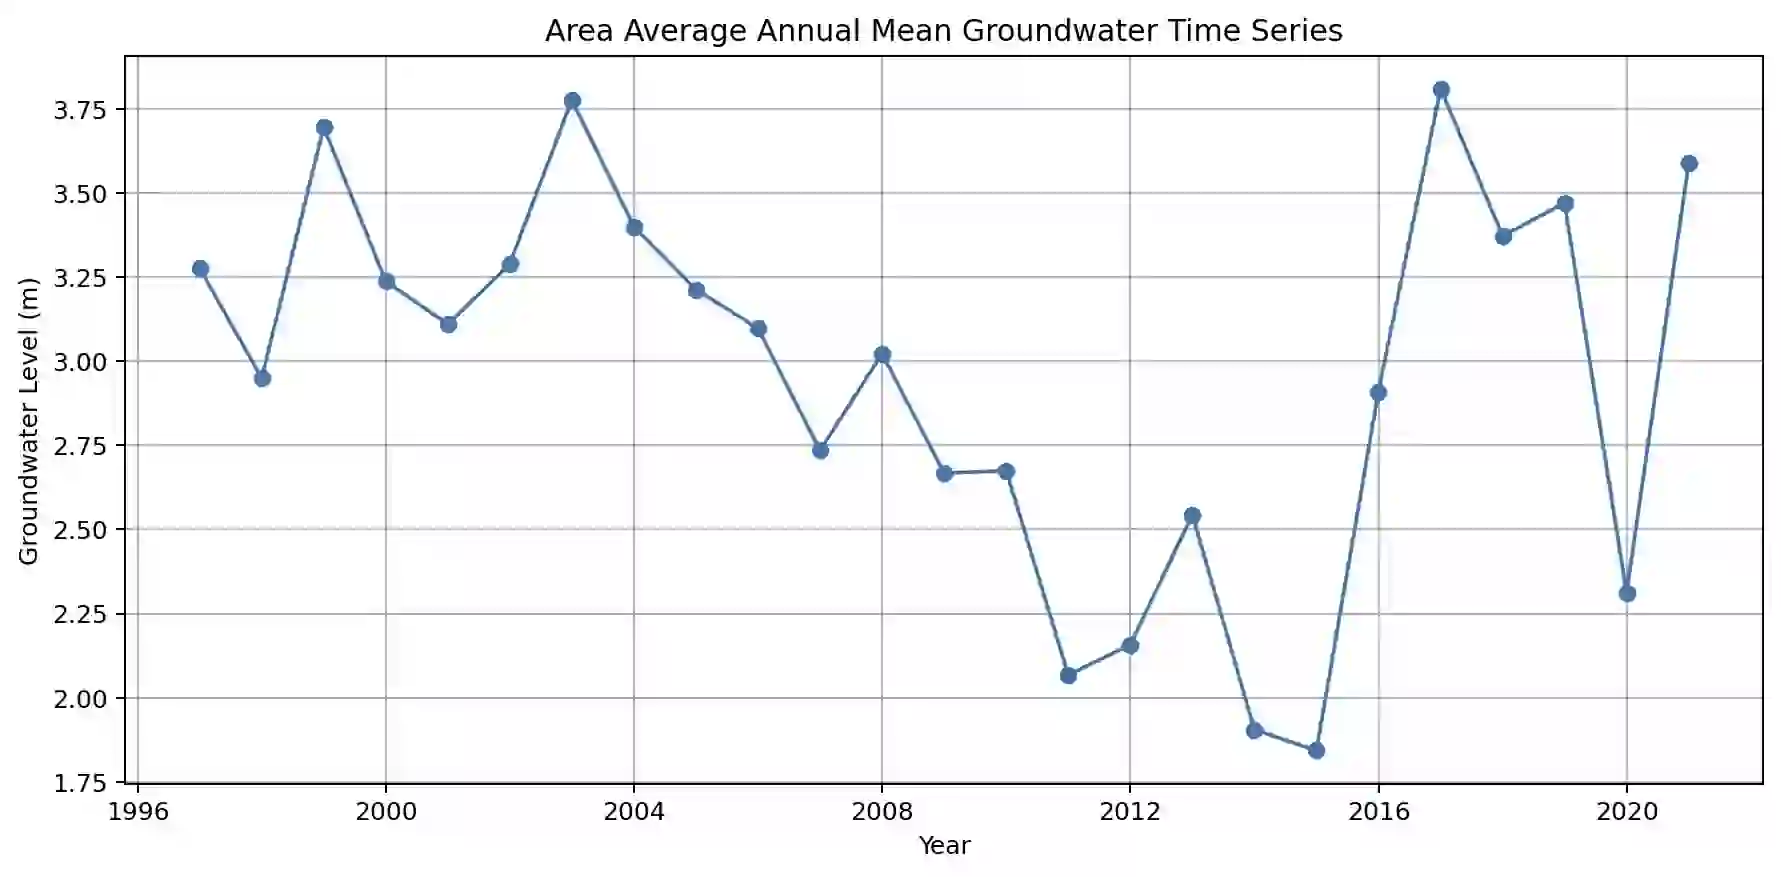 Area Average Annual Mean Groundwater Time Series
Groundwater Level (m)
3.75
3.50
3.25
3.00
2.75
2.50
2.25
2.00
1.75
1996 2000 2004 2008 2012 2016 2020
Year